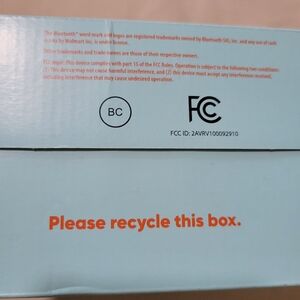 The Bluetooth® word mark and logos are registered trademarks owned by Bluetooth SIG, Inc. and any use of such
marks by Walmart Inc. is under license.
Other trademarks and trade names are those of their respective owners.
FCC Note: This device complies with part 15 of the FCC Rules. Operation is subject to the following two conditions:
(1) This device may not cause harmful interference, and (2) this device must accept any interference received,
including interference that may cause undesired operation.
BC
FC
FCC ID: 2AVRV100092910
Please recycle this box.